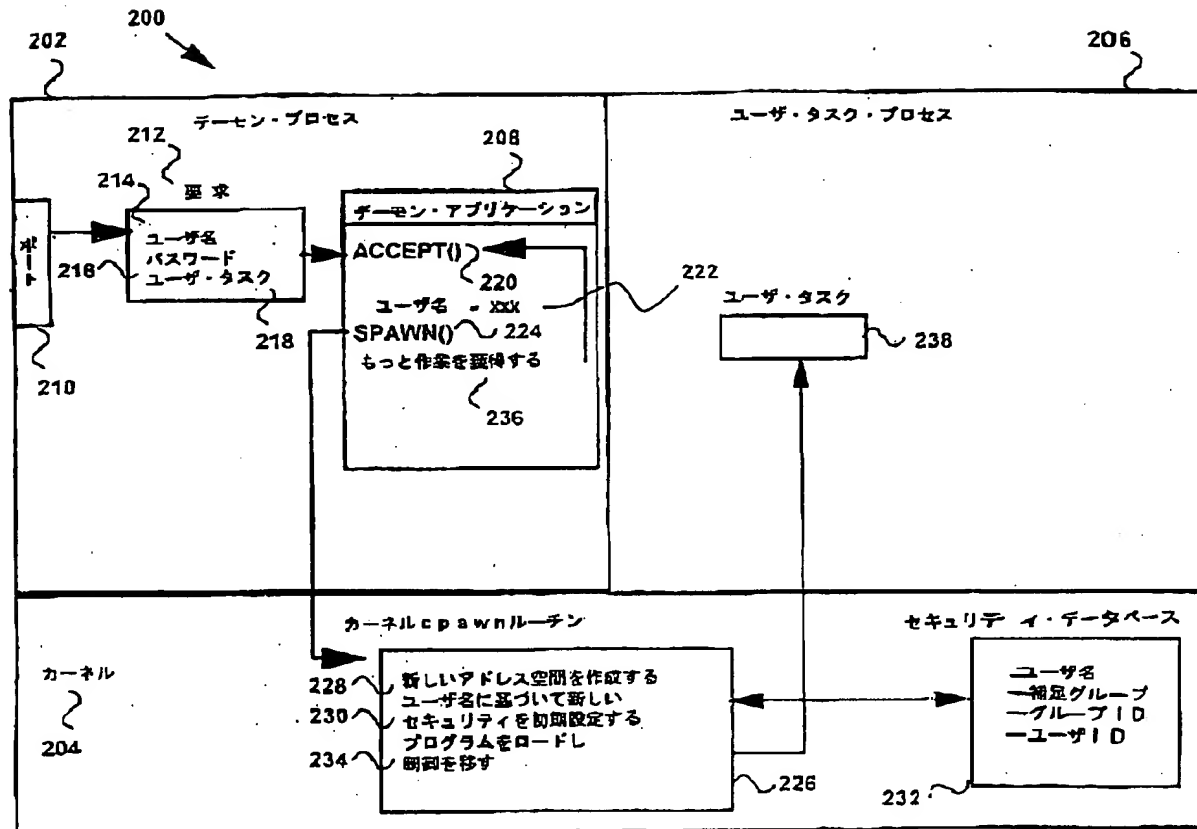 200
202
206
デーモン・プロセス
ユーザ・タスク・プロセス
212
208
214
要求
デーモン・アプリケーション
ポート
ユーザ名
パスワード
216
ユーザ・タスク
218
210
ACCEPT()
220
ユーザ名 = xxx
222
SPAWN()
224
もっと作業を獲得する
236
ユーザ・タスク
238
カーネル
204
カーネルcpawnルーチン
228
新しいアドレス空間を作成する
ユーザ名に基づいて新しい
230
セキュリティを初期設定する
プログラムをロードし
234
制御を移す
226
セキュリティ・データベース
ユーザ名
ー補足グループ
ーグループID
ーユーザID
232